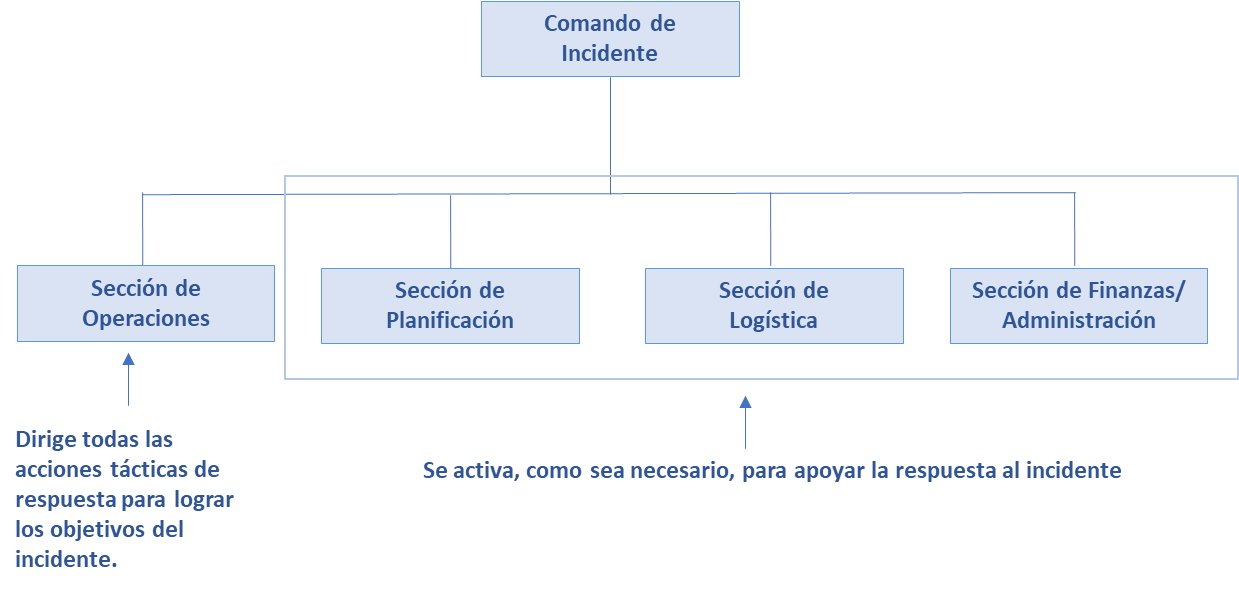 Comando de
Incidente
Sección de
Operaciones
Sección de
Planificación
Sección de
Logística
Sección de Finanzas/
Administración
Dirige todas las
acciones tácticas de
respuesta para lograr
los objetivos del
incidente.
Se activa, como sea necesario, para apoyar la respuesta al incidente